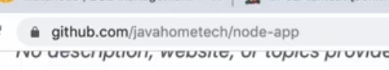 github.com/javahometech/node-app
No description, website, or topics provide